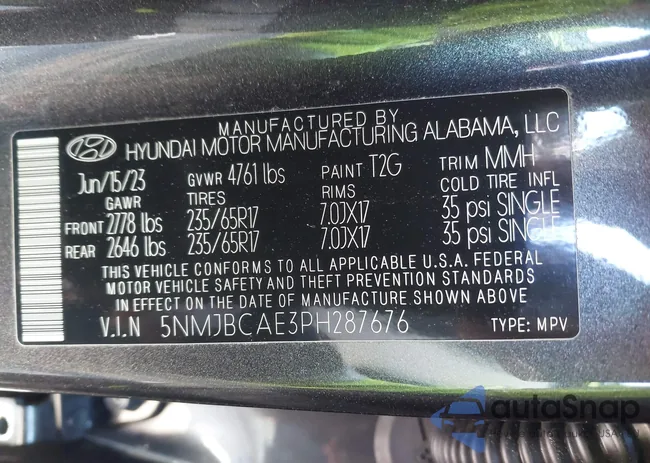 MANUFACTURED BY
HYUNDAI MOTOR MANUFACTURING ALABAMA, LLC
Jun/15/23 GVWR 4761 lbs PAINT T2G TRIM MMH
GAWR TIRES RIMS COLD TIRE INFL
FRONT 2778 lbs 235/65R17 7.0JX17 35 psi SINGLE
REAR 2646 lbs 235/65R17 7.0JX17 35 psi SINGLE
THIS VEHICLE CONFORMS TO ALL APPLICABLE U.S.A. FEDERAL
MOTOR VEHICLE SAFETY AND THEFT PREVENTION STANDARDS
IN EFFECT ON THE DATE OF MANUFACTURE SHOWN ABOVE.
V.I.N 5NMJBCAE3PH287676 TYPE: MPV
autoSnap